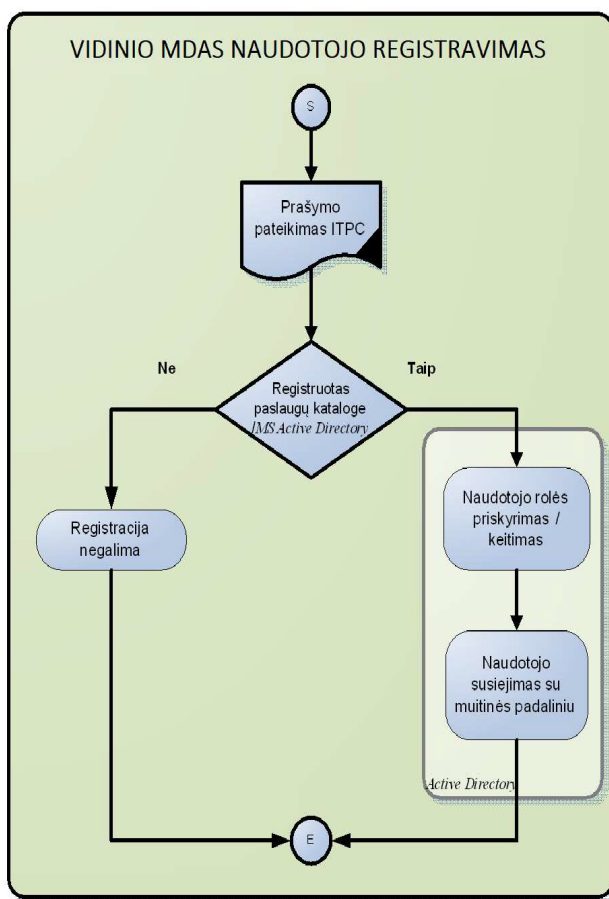 VIDINIO MDAS NAUDOTOJO REGISTRAVIMAS
S
Prašymo
pateikimas ITPC
Ne
Taip
Registruotas
paslaugų kataloge
IMS Active Directory
Registracija
negalima
Naudotojo rolės
priskyrimas /
keitimas
Naudotojo
susiejimas su
muitinės padaliniu
Active Directory
E